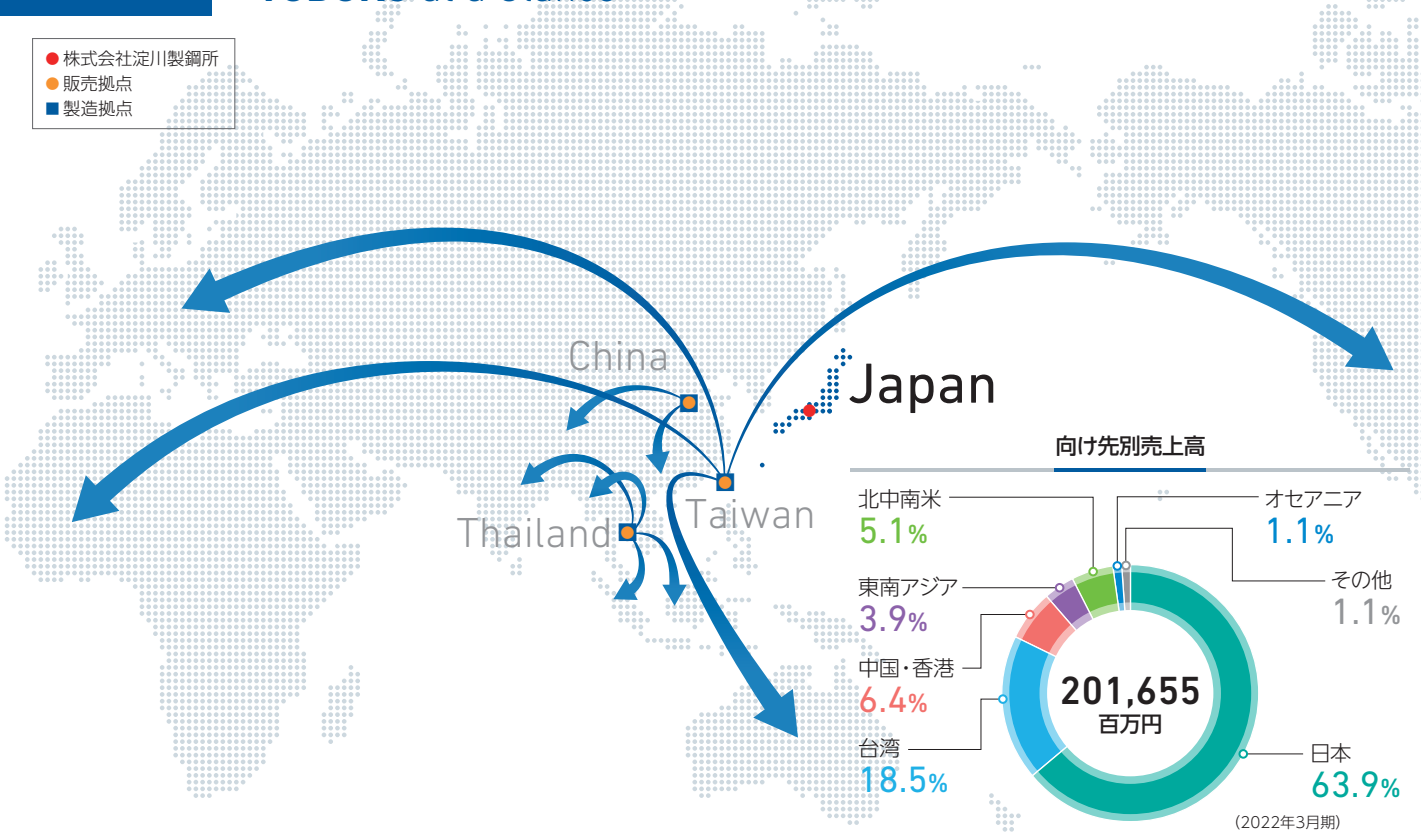 株式会社淀川製鋼所
販売拠点
製造拠点
China
Japan
Taiwan
Thailand
向け先別売上高
北中南米
5.1%
オセアニア
1.1%
東南アジア
3.9%
その他
1.1%
中国・香港
6.4%
201,655
百万円
台湾
18.5%
日本
63.9%
(2022年3月期)